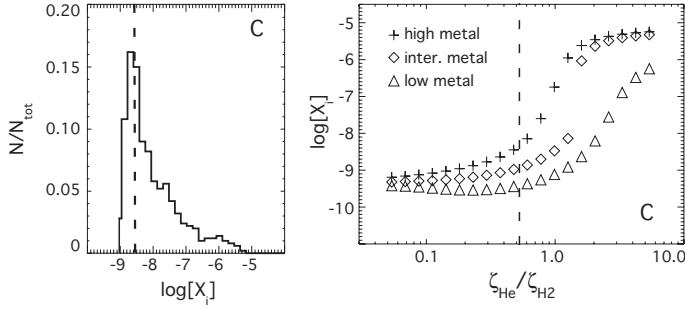 C
0.20
0.15
0.10
0.05
0
N/N_tot
-9 -8 -7 -6 -5
log[X_i]
+ high metal
◇ inter. metal
△ low metal
-5
-6
-7
-8
-9
-10
log[X_i]
C
0.1 1.0 10.0
ζ_He/ζ_H2